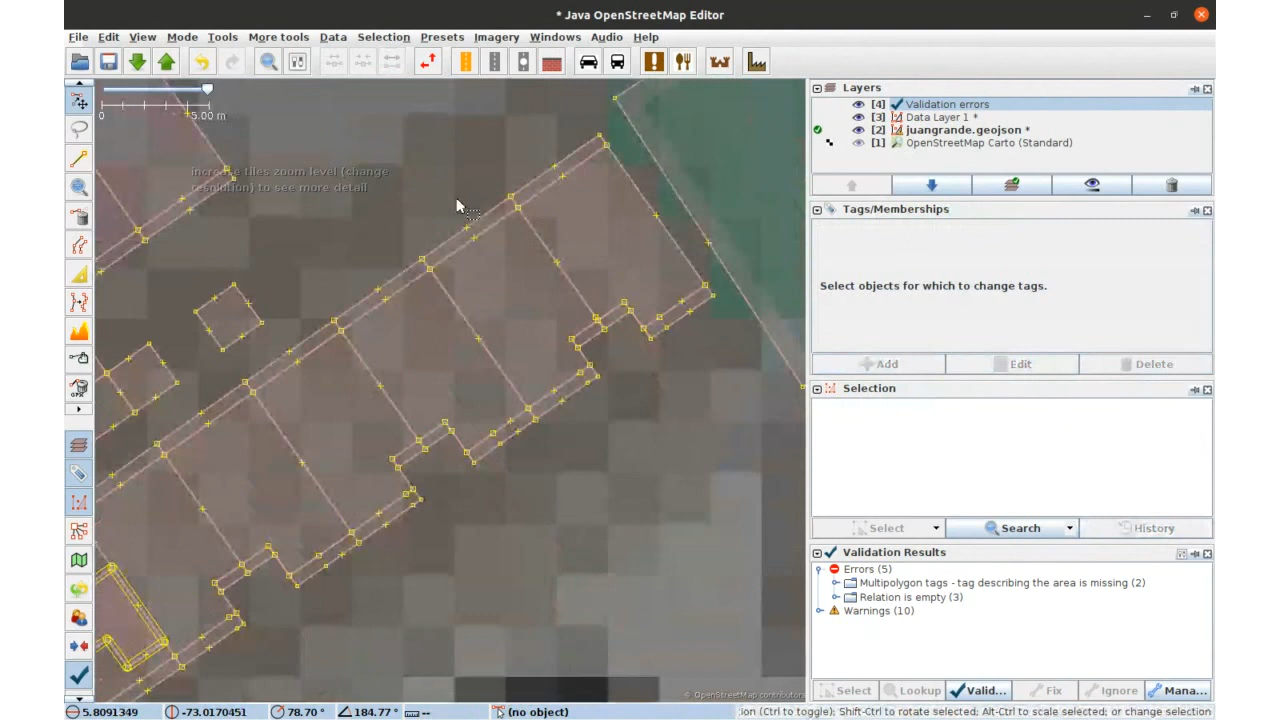 * Java OpenStreetMap Editor
File Edit View Mode Tools More tools Data Selection Presets Imagery Windows Audio Help
0 5.00 m
increase tiles zoom level (change
resolution) to see more detail
© OpenStreetMap contributors
Layers
[4] Validation errors
[3] Data Layer 1 *
[2] juangrande.geojson *
[1] OpenStreetMap Carto (Standard)
Tags/Memberships
Select objects for which to change tags.
Add Edit Delete
Selection
Select Search History
Validation Results
Errors (5)
Multipolygon tags - tag describing the area is missing (2)
Relation is empty (3)
Warnings (10)
Select Lookup Valid... Fix Ignore Mana...
5.8091349 -73.0170451 78.70 ° 184.77° -- (no object) ion (Ctrl to toggle); Shift-Ctrl to rotate selected; Alt-Ctrl to scale selected; or change selection